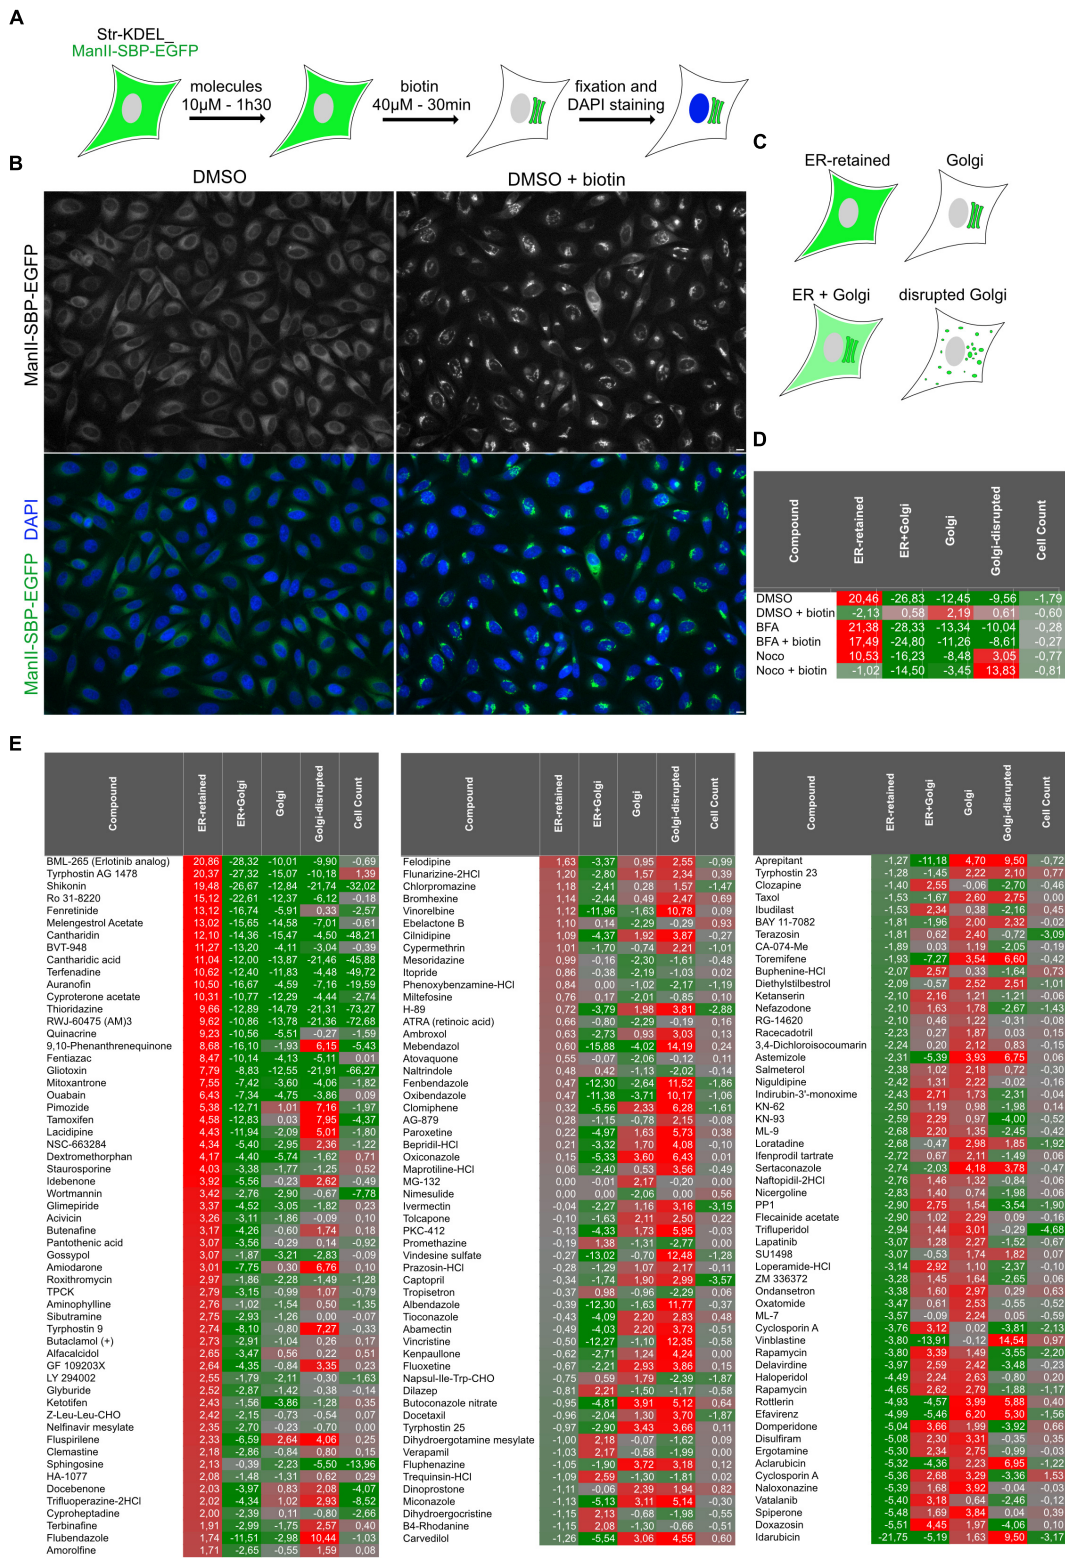 A
Str-KDEL_
ManII-SBP-EGFP
molecules
10µM - 1h30
biotin
40µM - 30min
fixation and
DAPI staining
B
DMSO
DMSO + biotin
ManII-SBP-EGFP
ManII-SBP-EGFP DAPI
C
ER-retained
Golgi
ER + Golgi
disrupted Golgi
D
Compound ER-retained ER+Golgi Golgi Golgi-disrupted Cell Count
DMSO 20,46 -26,83 -12,45 -9,56 -1,79
DMSO + biotin -2,13 0,58 2,19 0,61 -0,60
BFA 21,38 -28,33 -13,34 -10,04 -0,28
BFA + biotin 17,49 -24,80 -11,26 -8,61 -0,27
Noco 10,53 -16,23 -8,48 3,05 -0,77
Noco + biotin -1,02 -14,50 -3,45 13,83 -0,81
E
Compound ER-retained ER+Golgi Golgi Golgi-disrupted Cell Count
BML-265 (Erlotinib analog) 20,86 -28,32 -10,01 -9,90 -0,69
Tyrphostin AG 1478 20,37 -27,32 -15,07 -10,18 1,39
Shikonin 19,48 -26,67 -12,84 -21,74 -32,02
Ro 31-8220 15,12 -22,61 -12,37 -6,12 -0,18
Fenretinide 13,12 -16,74 -5,91 0,33 -2,57
Melengestrol Acetate 13,02 -15,65 -14,58 -7,01 -0,61
Cantharidin 12,10 -14,36 -15,47 -4,50 -48,21
BVT-948 11,27 -13,20 -4,11 -3,04 -0,39
Cantharidic acid 11,04 -12,00 -13,87 -21,46 -45,88
Terfenadine 10,62 -12,40 -11,83 -4,48 -49,72
Auranofin 10,50 -16,67 -4,59 -7,16 -19,59
Cyproterone acetate 10,31 -10,77 -12,29 -4,44 -2,74
Thioridazine 9,66 -12,89 -14,79 -21,31 -73,27
RWJ-60475 (AM)3 9,62 -10,86 -13,78 -21,36 -72,68
Quinacrine 9,23 -10,56 -5,51 -0,27 -1,59
9,10-Phenanthrenequinone 8,68 -16,10 -1,93 6,15 -5,43
Fentiazac 8,47 -10,14 -4,13 -5,11 0,01
Gliotoxin 7,79 -8,83 -12,55 -21,91 -66,27
Mitoxantrone 7,55 -7,42 -3,60 -4,06 -1,82
Ouabain 6,43 -7,34 -4,75 -3,86 0,09
Pimozide 5,38 -12,71 1,01 7,16 -1,97
Tamoxifen 4,58 -12,83 0,03 7,95 -4,37
Lacidipine 4,43 -11,94 -2,09 5,01 -1,80
NSC-663284 4,34 -5,40 -2,95 2,36 -1,22
Dextromethorphan 4,17 -4,40 -5,74 -1,62 0,71
Staurosporine 4,03 -3,38 -1,77 -1,25 0,52
Idebenone 3,92 -5,56 -0,23 2,62 -0,49
Wortmannin 3,42 -2,76 -2,90 -0,67 -7,78
Glimepiride 3,37 -4,52 -3,05 -1,82 0,23
Acivicin 3,26 -3,11 -1,86 -0,09 0,10
Butenafine 3,17 -4,26 -0,60 1,74 0,18
Pantothenic acid 3,07 -3,56 -0,29 0,14 -0,92
Gossypol 3,07 -1,87 -3,21 -2,83 -0,09
Amiodarone 3,01 -7,75 0,30 6,76 0,10
Roxithromycin 2,97 -1,86 -2,28 -1,49 -1,28
TPCK 2,79 -3,15 -0,99 1,07 -0,79
Aminophylline 2,76 -1,02 -1,54 0,50 -1,35
Sibutramine 2,75 -2,93 -1,26 0,00 -0,07
Tyrphostin 9 2,74 -8,10 -0,80 7,27 -0,33
Butaclamol (+) 2,73 -2,91 -1,04 0,26 0,17
Alfacalcidol 2,65 -3,47 0,56 0,22 0,51
GF 109203X 2,64 -4,35 -0,84 3,35 0,23
LY 294002 2,55 -1,79 -2,11 -0,30 -1,63
Glyburide 2,52 -2,87 -1,42 -0,38 -0,14
Ketotifen 2,43 -1,56 -3,86 -1,28 0,35
Z-Leu-Leu-CHO 2,42 -2,15 -0,73 -0,54 0,07
Nelfinavir mesylate 2,35 -2,70 -0,23 -0,70 0,00
Fluspirilene 2,33 -6,59 2,64 4,06 0,25
Clemastine 2,18 -2,86 -0,84 0,80 0,15
Sphingosine 2,13 -0,39 -2,23 -5,50 -13,96
HA-1077 2,08 -1,48 -1,31 0,62 0,29
Docebenone 2,03 -3,97 0,83 2,08 -4,07
Trifluoperazine-2HCl 2,02 -4,34 1,02 2,93 -8,52
Cyproheptadine 2,00 -2,39 0,11 -0,80 -2,66
Terbinafine 1,91 -2,99 -1,75 2,57 0,40
Flubendazole 1,74 -11,51 -2,98 10,44 -1,03
Amorolfine 1,71 -2,65 -0,55 1,59 0,08
Compound ER-retained ER+Golgi Golgi Golgi-disrupted Cell Count
Felodipine 1,63 -3,37 0,95 2,55 -0,99
Flunarizine-2HCl 1,20 -2,80 1,57 2,34 0,39
Chlorpromazine 1,18 -2,41 0,28 1,57 -1,47
Bromhexine 1,14 -2,44 0,49 2,47 0,69
Vinorelbine 1,12 -11,96 -1,63 10,78 0,09
Ebelactone B 1,10 0,14 -2,29 -0,29 0,93
Cilnidipine 1,09 -4,37 1,92 3,87 -0,27
Cypermethrin 1,01 -1,70 -0,74 2,21 -1,01
Mesoridazine 0,99 -0,16 -2,30 -1,61 -0,48
Itopride 0,86 -0,38 -2,19 -1,03 0,02
Phenoxybenzamine-HCl 0,84 0,00 -1,02 -2,17 -1,19
Miltefosine 0,76 0,17 -2,01 -0,85 0,10
H-89 0,72 -3,79 1,98 3,81 -2,88
ATRA (retinoic acid) 0,66 -0,80 -2,29 -0,19 0,16
Ambroxol 0,63 -2,73 0,93 3,03 0,13
Mebendazol 0,60 -15,88 -4,02 14,19 0,24
Atovaquone 0,55 -0,07 -2,06 -0,12 0,11
Naltrindole 0,48 0,42 -1,13 -2,02 -0,14
Fenbendazole 0,47 -12,30 -2,64 11,52 -1,86
Oxibendazole 0,47 -11,38 -3,71 10,17 -1,06
Clomiphene 0,32 -5,56 2,33 6,28 -1,61
AG-879 0,28 -1,15 -0,78 2,15 -0,08
Paroxetine 0,22 -4,97 1,63 5,73 0,38
Bepridil-HCl 0,21 -3,32 1,70 4,08 -0,10
Oxiconazole 0,15 -5,33 3,60 6,43 0,01
Maprotiline-HCl 0,06 -2,40 0,53 3,56 -0,49
MG-132 0,00 -0,01 2,17 -0,20 0,00
Nimesulide 0,00 0,00 -2,06 0,00 0,56
Ivermectin -0,04 -2,27 1,16 3,16 -3,15
Tolcapone -0,10 -1,63 2,11 2,50 0,22
PKC-412 -0,13 -4,33 1,73 5,95 -0,03
Promethazine -0,19 1,38 -1,31 -2,77 0,00
Vindesine sulfate -0,27 -13,02 -0,70 12,48 -1,28
Prazosin-HCl -0,28 -1,29 1,07 2,17 -0,11
Captopril -0,34 -1,74 1,90 2,99 -3,57
Tropisetron -0,37 0,98 -0,96 -2,29 0,06
Albendazole -0,39 -12,30 -1,63 11,77 -0,37
Tioconazole -0,49 -4,09 2,20 2,83 0,48
Abamectin -0,49 -4,03 2,20 3,73 -0,51
Vincristine -0,50 -12,27 -1,10 12,33 -0,58
Kenpaullone -0,62 -2,71 1,24 4,24 0,00
Fluoxetine -0,67 -2,21 2,93 3,86 0,15
Napsul-Ile-Trp-CHO -0,75 0,59 1,79 -2,39 -1,87
Dilazep -0,81 2,21 -1,50 -1,17 -0,58
Butoconazole nitrate -0,95 -4,81 3,91 5,12 0,64
Docetaxil -0,96 -2,04 1,30 3,70 -1,87
Tyrphostin 25 -0,97 -2,90 3,43 3,66 0,11
Dihydroergotamine mesylate -1,00 2,18 -0,07 -1,62 0,09
Verapamil -1,03 2,17 -0,58 -1,99 0,00
Fluphenazine -1,05 -1,90 3,72 3,18 0,12
Trequinsin-HCl -1,09 2,59 -1,30 -1,81 0,02
Dinoprostone -1,11 -0,06 2,39 1,94 0,82
Miconazole -1,13 -5,13 3,11 5,14 -0,30
Dihydroergocristine -1,15 2,13 -0,68 -1,98 -0,55
B4-Rhodanine -1,15 2,08 -1,30 -0,66 -0,51
Carvedilol -1,26 -5,54 3,06 4,55 0,60
Compound ER-retained ER+Golgi Golgi Golgi-disrupted Cell Count
Aprepitant -1,27 -11,18 4,70 9,50 -0,72
Tyrphostin 23 -1,28 -1,45 2,22 2,10 0,77
Clozapine -1,40 2,55 -0,06 -2,70 -0,46
Taxol -1,53 -1,67 2,60 2,75 0,00
Ibudilast -1,53 2,34 0,38 -2,16 0,45
BAY 11-7082 -1,81 -1,96 2,00 2,32 -0,02
Terazosin -1,81 0,62 2,40 -0,72 -3,09
CA-074-Me -1,89 0,03 1,19 -2,05 -0,19
Toremifene -1,93 -7,27 3,54 6,60 -0,42
Buphenine-HCl -2,07 2,57 0,33 -1,64 0,73
Diethylstilbestrol -2,10 -0,57 2,52 2,51 -1,01
Ketanserin -2,10 2,16 1,21 -1,21 -0,06
Nefazodone -2,10 1,63 1,78 -2,67 -1,43
RG-14620 -2,10 0,46 1,22 -0,31 -0,08
Racecadotril -2,23 0,27 1,87 0,03 0,15
3,4-Dichloroisocoumarin -2,24 0,20 2,12 0,83 -0,15
Astemizole -2,31 -5,39 3,93 6,75 0,06
Salmeterol -2,38 1,02 2,18 0,72 -0,30
Niguldipine -2,42 1,31 2,22 -0,02 -0,16
Indirubin-3'-monoxime -2,43 2,71 1,73 -2,31 -0,04
KN-62 -2,50 1,19 0,98 -1,98 0,14
KN-93 -2,59 2,29 0,97 -4,00 -0,52
ML-9 -2,68 2,20 1,35 -2,45 -0,42
Loratadine -2,68 -0,47 2,98 1,85 -1,92
Ifenprodil tartrate -2,72 0,67 2,11 -1,49 0,06
Sertaconazole -2,74 -2,03 4,18 3,78 -0,47
Naftopidil-2HCl -2,76 1,46 1,32 -0,84 -0,06
Nicergoline -2,83 1,40 0,74 -1,98 -0,06
PP1 -2,90 2,75 1,54 -3,54 -1,90
Flecainide acetate -2,90 1,02 2,29 0,09 -0,16
Trifluperidol -2,94 1,44 3,01 -0,29 -4,68
Lapatinib -3,07 1,28 2,27 -1,52 -0,67
SU1498 -3,07 -0,53 1,74 1,82 0,07
Loperamide-HCl -3,14 2,92 1,10 -2,37 -0,10
ZM 336372 -3,28 1,45 1,64 -2,65 0,06
Ondansetron -3,38 1,60 2,97 0,29 0,63
Oxatomide -3,47 0,61 2,53 -0,55 -0,52
ML-7 -3,57 -0,09 2,24 0,05 0,55
Cyclosporin A -3,76 3,12 0,02 -3,81 -2,13
Vinblastine -3,80 -13,91 -0,12 14,54 0,97
Rapamycin -3,80 3,39 1,49 -3,55 -2,20
Delavirdine -3,97 2,59 2,42 -3,48 -0,23
Haloperidol -4,49 2,24 2,63 -0,80 0,20
Rapamycin -4,65 2,62 2,79 -1,88 -1,17
Rottlerin -4,93 -4,57 3,99 5,88 0,40
Efavirenz -4,99 -5,46 6,20 5,30 -1,56
Domperidone -5,04 3,66 1,99 -3,92 0,66
Disulfiram -5,08 2,30 3,31 -0,35 0,35
Ergotamine -5,30 2,34 2,75 -0,99 -0,03
Aclarubicin -5,32 -4,36 2,23 6,95 -1,22
Cyclosporin A -5,36 2,68 3,29 -3,36 1,53
Naloxonazine -5,39 1,68 3,92 -0,04 -0,03
Vatalanib -5,40 3,18 0,64 -2,46 -0,12
Spiperone -5,48 1,69 3,84 -0,04 0,39
Doxazosin -5,51 4,45 1,97 -4,06 0,10
Idarubicin -21,75 -5,19 1,63 9,50 -3,17